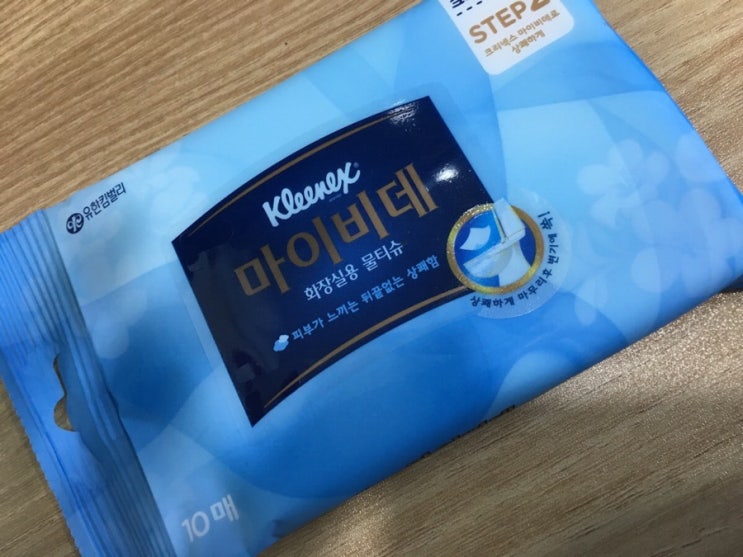 STEP2
크리넥스 마이비데로
상쾌하게
유한킴벌리
Kleenex
마이비데
화장실용 물티슈
피부가 느끼는 뒤끝없는 상쾌함
상쾌하게 마무리후 변기에 쏙!
10매